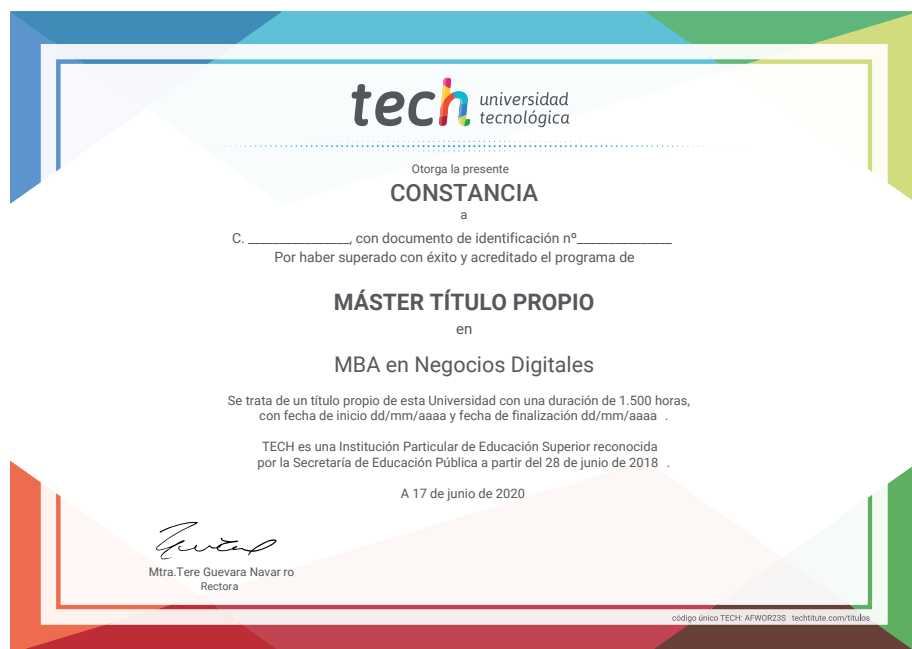 tech universidad
tecnológica
Otorga la presente
CONSTANCIA
a
C. ________________, con documento de identificación nº_______________
Por haber superado con éxito y acreditado el programa de
MÁSTER TÍTULO PROPIO
en
MBA en Negocios Digitales
Se trata de un título propio de esta Universidad con una duración de 1.500 horas,
con fecha de inicio dd/mm/aaaa y fecha de finalización dd/mm/aaaa .
TECH es una Institución Particular de Educación Superior reconocida
por la Secretaría de Educación Pública a partir del 28 de junio de 2018 .
A 17 de junio de 2020
Mtra.Tere Guevara Navar ro
Rectora
código único TECH: AFWOR23S techtitute.com/titulos